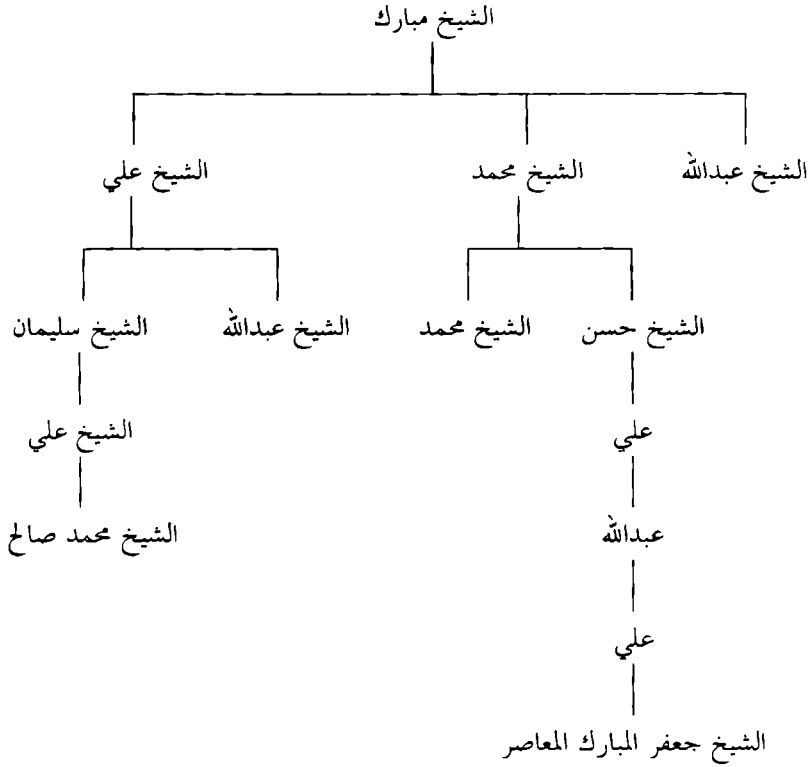 الشيخ مبارك
الشيخ عبدالله
الشيخ محمد
الشيخ علي
الشيخ حسن
الشيخ محمد
الشيخ عبدالله
الشيخ سليمان
علي
الشيخ علي
عبدالله
الشيخ محمد صالح
علي
الشيخ جعفر المبارك المعاصر